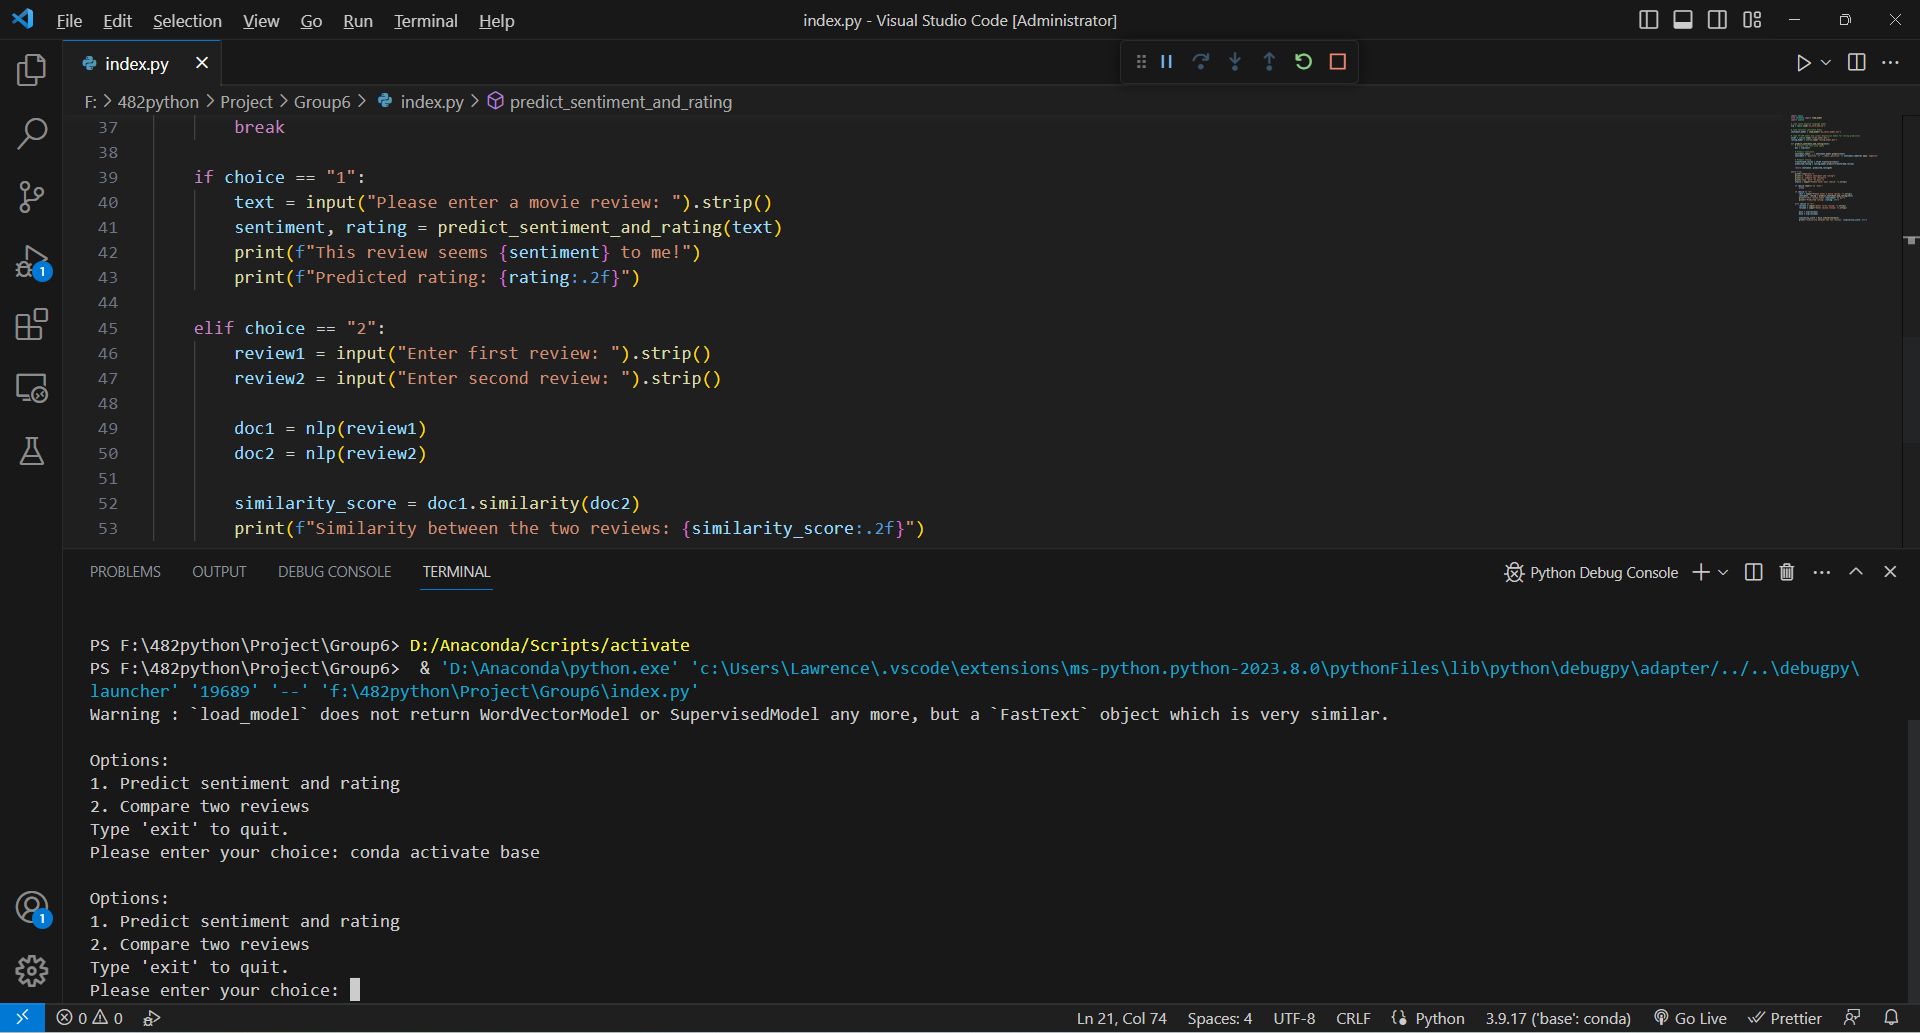 File Edit Selection View Go Run Terminal Help
index.py - Visual Studio Code [Administrator]
index.py
F: > 482python > Project > Group6 > index.py > predict_sentiment_and_rating
37 break
38
39 if choice == "1":
40 text = input("Please enter a movie review: ").strip()
41 sentiment, rating = predict_sentiment_and_rating(text)
42 print(f"This review seems {sentiment} to me!")
43 print(f"Predicted rating: {rating:.2f}")
44
45 elif choice == "2":
46 review1 = input("Enter first review: ").strip()
47 review2 = input("Enter second review: ").strip()
48
49 doc1 = nlp(review1)
50 doc2 = nlp(review2)
51
52 similarity_score = doc1.similarity(doc2)
53 print(f"Similarity between the two reviews: {similarity_score:.2f}")
1
PROBLEMS OUTPUT DEBUG CONSOLE TERMINAL
Python Debug Console
PS F:\482python\Project\Group6> D:/Anaconda/Scripts/activate
PS F:\482python\Project\Group6> & 'D:\Anaconda\python.exe' 'c:\Users\Lawrence\.vscode\extensions\ms-python.python-2023.8.0\pythonFiles\lib\python\debugpy\adapter/../..\debugpy\
launcher' '19689' '--' 'f:\482python\Project\Group6\index.py'
Warning : `load_model` does not return WordVectorModel or SupervisedModel any more, but a `FastText` object which is very similar.
Options:
1. Predict sentiment and rating
2. Compare two reviews
Type 'exit' to quit.
Please enter your choice: conda activate base
Options:
1. Predict sentiment and rating
2. Compare two reviews
Type 'exit' to quit.
Please enter your choice:
1
0 0
Ln 21, Col 74 Spaces: 4 UTF-8 CRLF Python 3.9.17 ('base': conda) Go Live Prettier